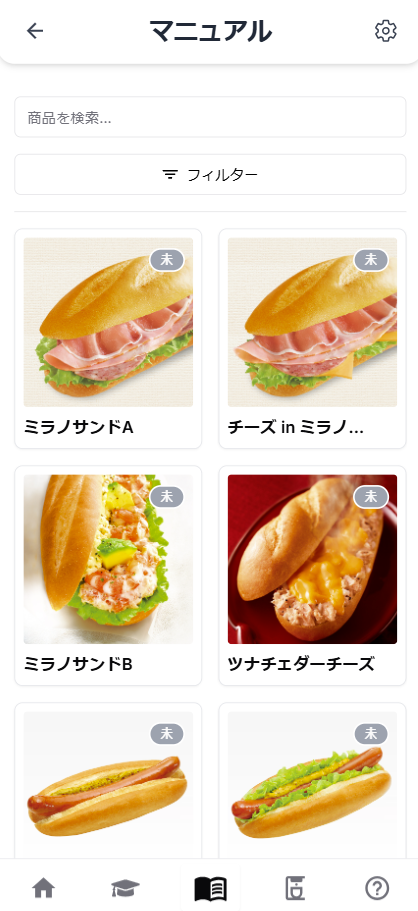 マニュアル
商品を検索...
フィルター
未
未
ミラノサンドA
チーズ in ミラノ...
未
未
ミラノサンドB
ツナチェダーチーズ
未
未